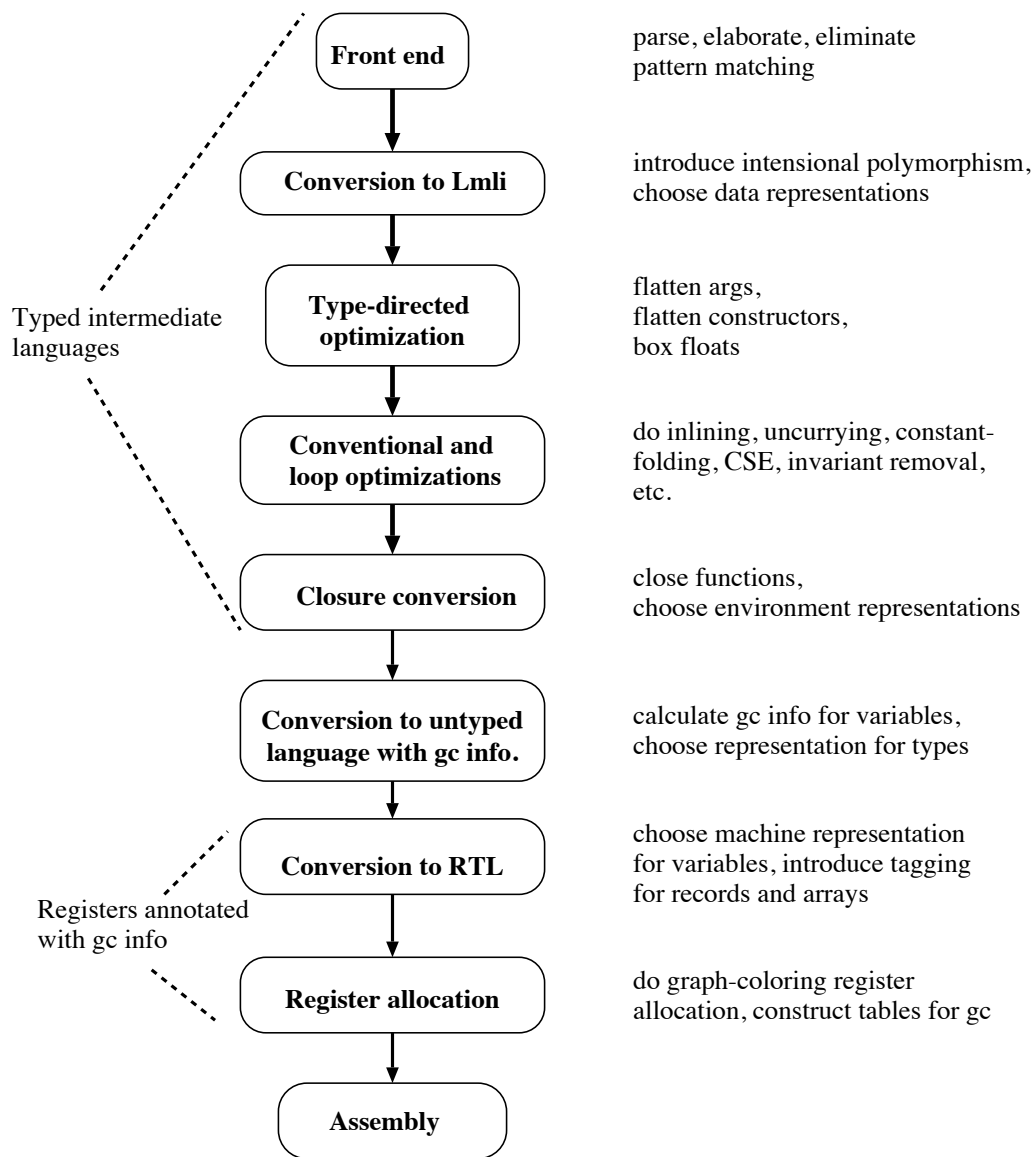 Front end
parse, elaborate, eliminate
pattern matching
Conversion to Lmli
introduce intensional polymorphism,
choose data representations
Typed intermediate
languages
Type-directed
optimization
flatten args,
flatten constructors,
box floats
Conventional and
loop optimizations
do inlining, uncurrying, constant-
folding, CSE, invariant removal,
etc.
Closure conversion
close functions,
choose environment representations
Conversion to untyped
language with gc info.
calculate gc info for variables,
choose representation for types
Conversion to RTL
choose machine representation
for variables, introduce tagging
for records and arrays
Registers annotated
with gc info
Register allocation
do graph-coloring register
allocation, construct tables for gc
Assembly